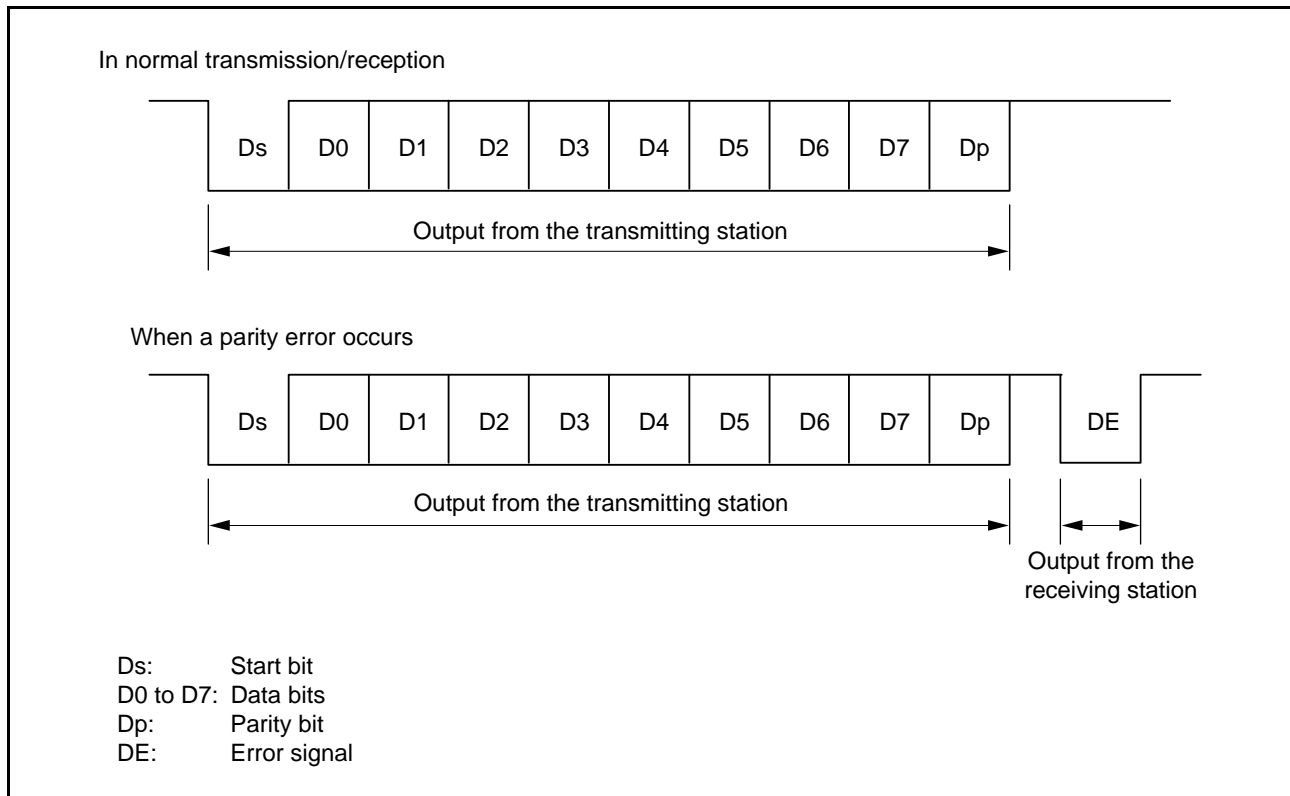 In normal transmission/reception
Ds D0 D1 D2 D3 D4 D5 D6 D7 Dp
Output from the transmitting station
When a parity error occurs
Ds D0 D1 D2 D3 D4 D5 D6 D7 Dp DE
Output from the transmitting station
Output from the
receiving station
Ds: Start bit
D0 to D7: Data bits
Dp: Parity bit
DE: Error signal